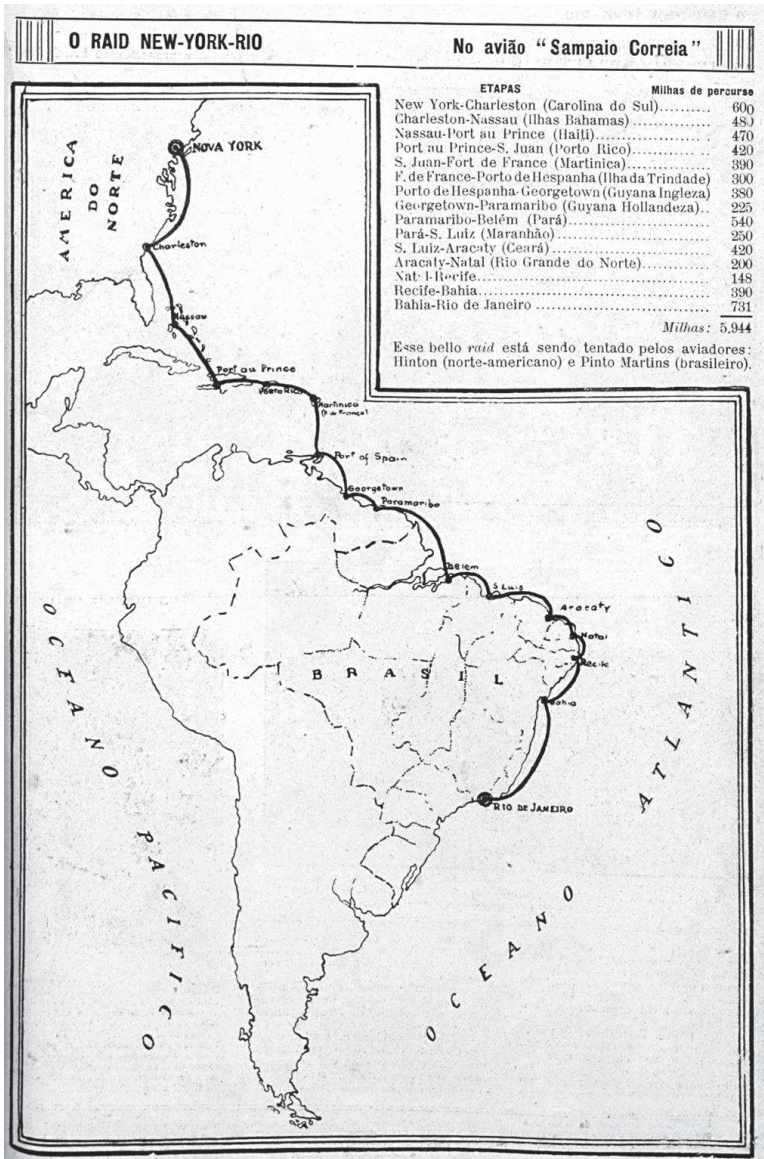 O RAID NEW-YORK-RIO
No avião "Sampaio Correia"
ETAPAS Milhas de percurso
New York-Charleston (Carolina do Sul)......... 600
Charleston-Nassau (Ilhas Bahamas)............. 480
Nassau-Port au Prince (Haiti)................. 470
Port au Prince-S. Juan (Porto Rico)........... 420
S. Juan-Fort de France (Martinica)............ 390
F. de France-Porto de Hespanha (Ilha da Trindade) 300
Porto de Hespanha-Georgetown (Guyana Ingleza) 380
Georgetown-Paramaribo (Guyana Hollandeza).. 225
Paramaribo-Belém (Pará)....................... 540
Pará-S. Luiz (Maranhão)....................... 250
S. Luiz-Aracaty (Ceará)....................... 420
Aracaty-Natal (Rio Grande do Norte)........... 200
Natal-Recife.................................. 148
Recife-Bahia.................................. 390
Bahia-Rio de Janeiro.......................... 731
Milhas: 5,944
Esse bello raid está sendo tentado pelos aviadores:
Hinton (norte-americano) e Pinto Martins (brasileiro).
AMERICA
DO
NORTE
NOVA YORK
Charleston
Nassau
Port au Prince
Porto Rico
Martinica
(F. de França)
Port of Spain
Georgetown
Paramaribo
Belem
S. Luis
Aracaty
Natal
Recife
BRASIL
Bahia
RIO DE JANEIRO
OCEANO
PACIFICO
OCEANO
ATLANTICO